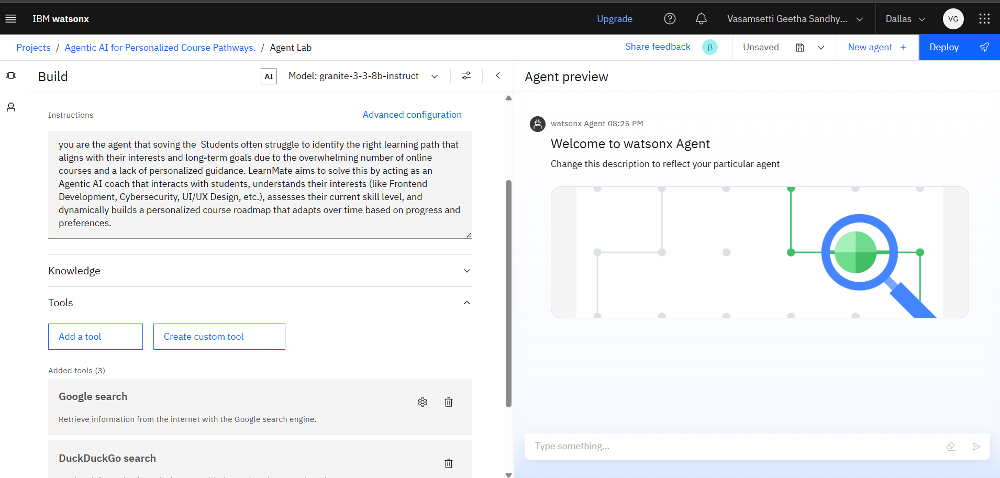 IBM watsonx
Upgrade
Vasamsetti Geetha Sandhy...
Dallas
VG
Projects / Agentic AI for Personalized Course Pathways. / Agent Lab
Share feedback
β
Unsaved
New agent +
Deploy
Build
AI
Model: granite-3-3-8b-instruct
Agent preview
Instructions
Advanced configuration
you are the agent that soving the  Students often struggle to identify the right learning path that
aligns with their interests and long-term goals due to the overwhelming number of online
courses and a lack of personalized guidance. LearnMate aims to solve this by acting as an
Agentic AI coach that interacts with students, understands their interests (like Frontend
Development, Cybersecurity, UI/UX Design, etc.), assesses their current skill level, and
dynamically builds a personalized course roadmap that adapts over time based on progress and
preferences.
Knowledge
Tools
Add a tool
Create custom tool
Added tools (3)
Google search
Retrieve information from the internet with the Google search engine.
DuckDuckGo search
watsonx Agent 08:25 PM
Welcome to watsonx Agent
Change this description to reflect your particular agent
Type something...